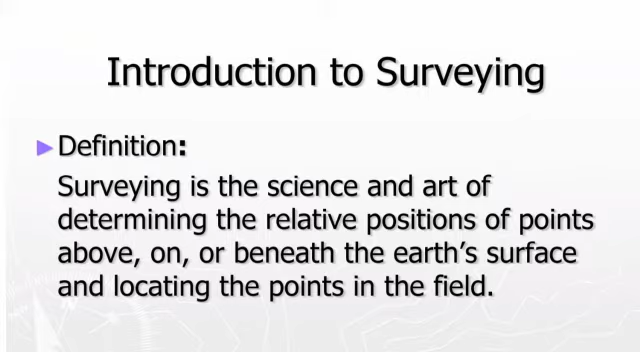 Introduction to Surveying
►Definition:
Surveying is the science and art of
determining the relative positions of points
above, on, or beneath the earth’s surface
and locating the points in the field.